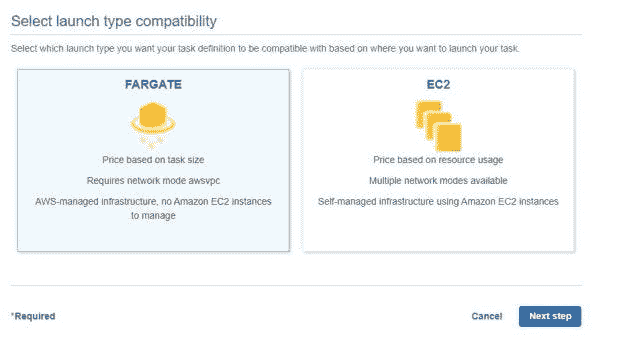 Select launch type compatibility
Select which launch type you want your task definition to be compatible with based on where you want to launch your task.
FARGATE
Price based on task size
Requires network mode awsvpc
AWS-managed infrastructure, no Amazon EC2 instances
to manage
EC2
Price based on resource usage
Multiple network modes available
Self-managed infrastructure using Amazon EC2 instances
*Required
Cancel
Next step